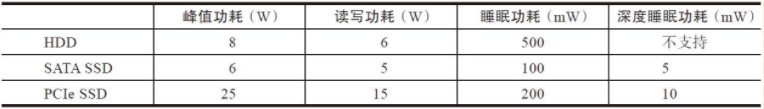 峰值功耗（W） 读写功耗（W） 睡眠功耗（mW） 深度睡眠功耗（mW）
HDD 8 6 500 不支持
SATA SSD 6 5 100 5
PCIe SSD 25 15 200 10